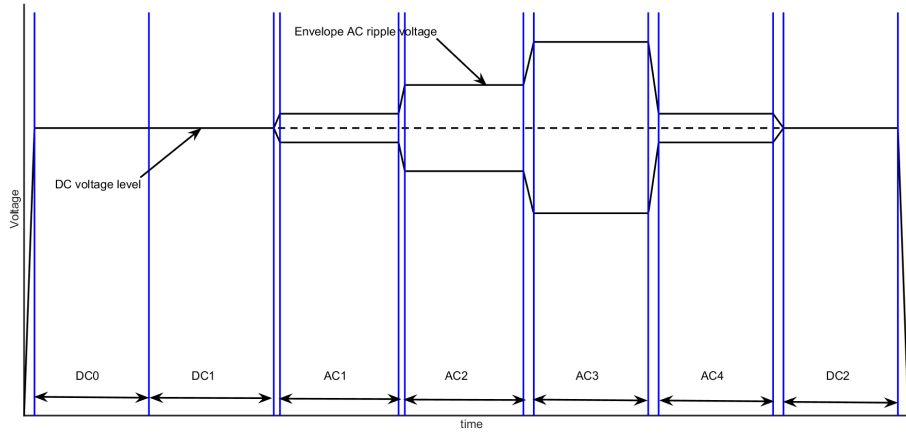 Envelope AC ripple voltage
DC voltage level
Voltage
DC0
DC1
AC1
AC2
AC3
AC4
DC2
time